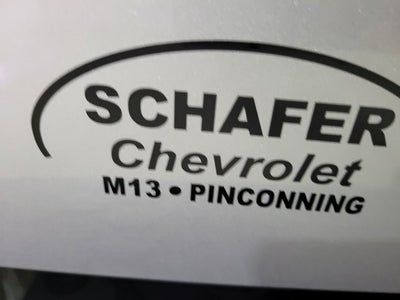 SCHAFER
Chevrolet
M13 • PINCONNING